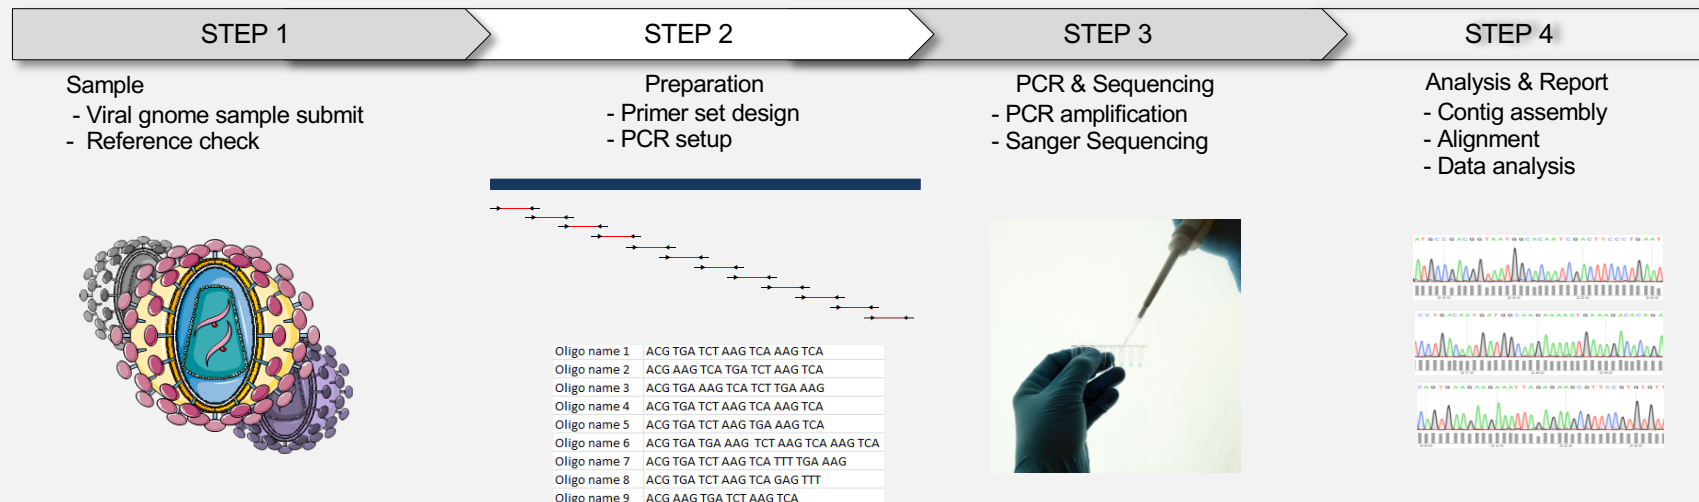 STEP 1
STEP 2
STEP 3
STEP 4
Sample
- Viral gnome sample submit
- Reference check
Preparation
- Primer set design
- PCR setup
PCR & Sequencing
- PCR amplification
- Sanger Sequencing
Analysis & Report
- Contig assembly
- Alignment
- Data analysis
Oligo name 1 ACG TGA TCT AAG TCA AAG TCA
Oligo name 2 ACG AAG TCA TGA TCT AAG TCA
Oligo name 3 ACG TGA AAG TCA TCT TGA AAG
Oligo name 4 ACG TGA TCT AAG TCA AAG TCA
Oligo name 5 ACG TGA TCT AAG TGA AAG TCA
Oligo name 6 ACG TGA TGA AAG TCT AAG TCA AAG TCA
Oligo name 7 ACG TGA TCT AAG TCA TTT TGA AAG
Oligo name 8 ACG TGA TCT AAG TCA GAG TTT
Oligo name 9 ACG AAG TGA TCT AAG TCA
ATGCCGACGGTAATGGCACAATCGACTTCCCTGAAT
CCTGACAATGATGGCAAGAAAAATGAAAGACACAGA
CAGTGAAGAAGAAATTAGAGAAGCGTTCCGTGTGTT